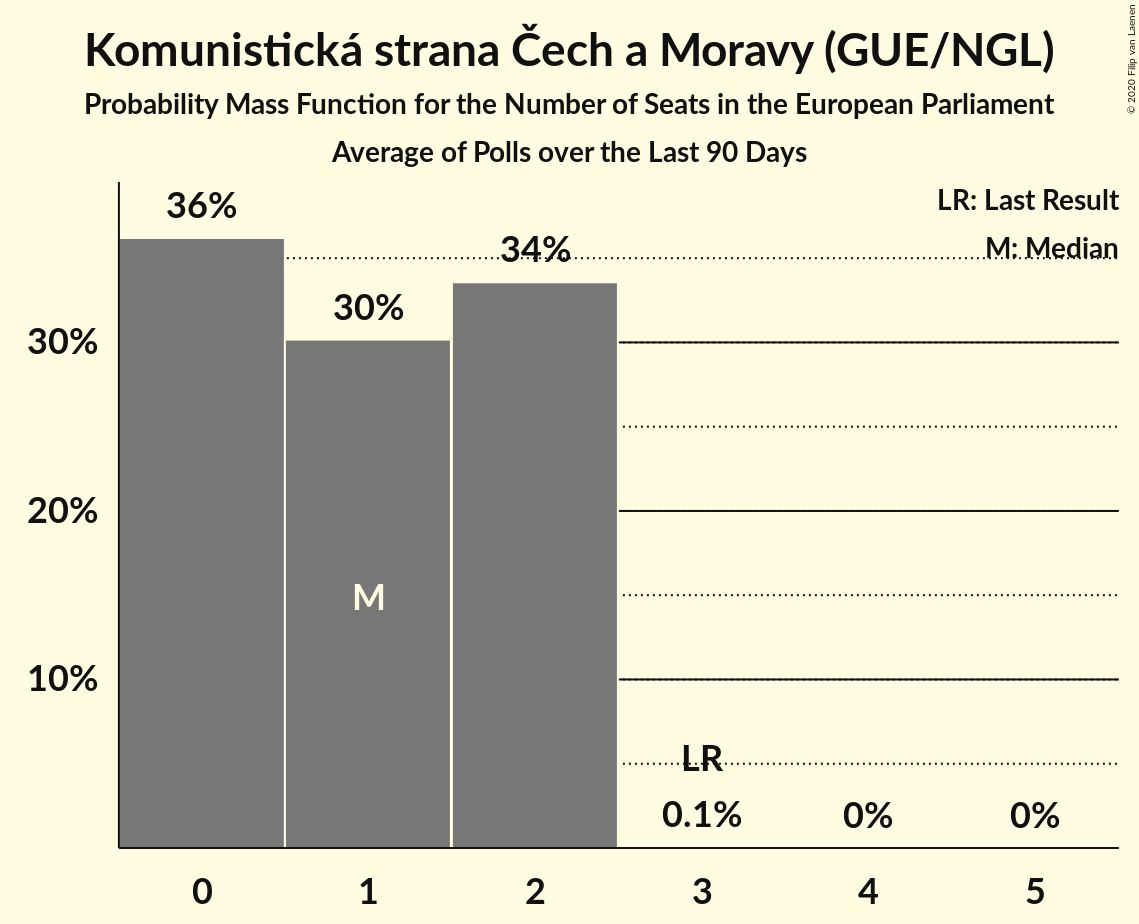 Komunistická strana Čech a Moravy (GUE/NGL)
Probability Mass Function for the Number of Seats in the European Parliament
Average of Polls over the Last 90 Days
© 2020 Filip van Laenen
LR: Last Result
M: Median
36%
30%
34%
0.1%
0%
0%
M
LR
30%
20%
10%
0
1
2
3
4
5